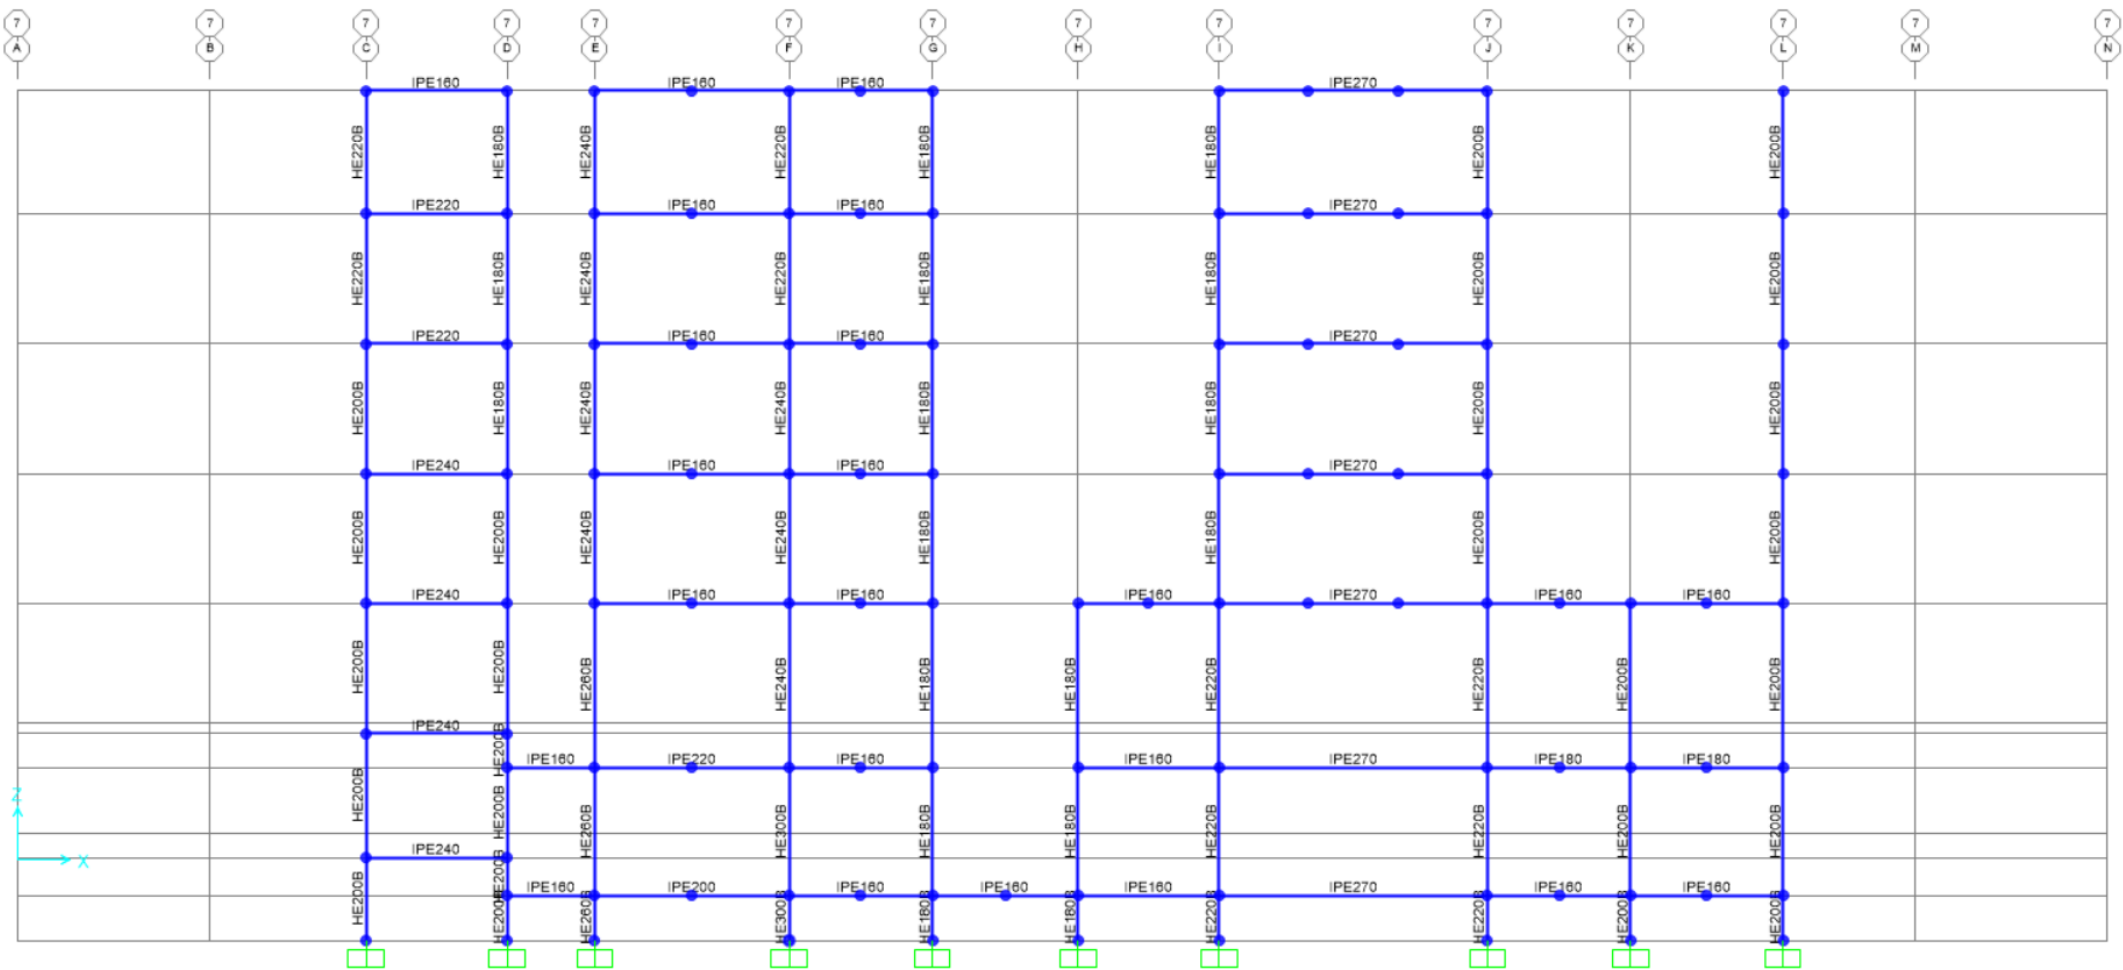 7 7 7 7 7 7 7 7 7 7 7 7 7 7
A B C D E F G H I J K L M N
IPE160 IPE160 IPE160 IPE270
HE220B HE180B HE240B HE220B HE180B HE180B HE200B HE200B
IPE220 IPE160 IPE160 IPE270
HE220B HE180B HE240B HE220B HE180B HE180B HE200B HE200B
IPE220 IPE160 IPE160 IPE270
HE200B HE180B HE240B HE240B HE180B HE180B HE200B HE200B
IPE240 IPE160 IPE160 IPE270
HE200B HE200B HE240B HE240B HE180B HE180B HE200B HE200B
IPE240 IPE160 IPE160 IPE160 IPE270 IPE160 IPE160
HE200B HE200B HE260B HE240B HE180B HE180B HE220B HE220B HE200B HE200B
IPE240
HE200B
IPE160 IPE220 IPE160 IPE160 IPE270 IPE180 IPE180
HE200B HE200B HE260B HE300B HE180B HE180B HE220B HE220B HE200B HE200B
Z
X
IPE240
HE200B
IPE160 IPE200 IPE160 IPE160 IPE160 IPE270 IPE160 IPE160
HE200B HE200B HE260B HE300B HE180B HE180B HE220B HE220B HE200B HE200B